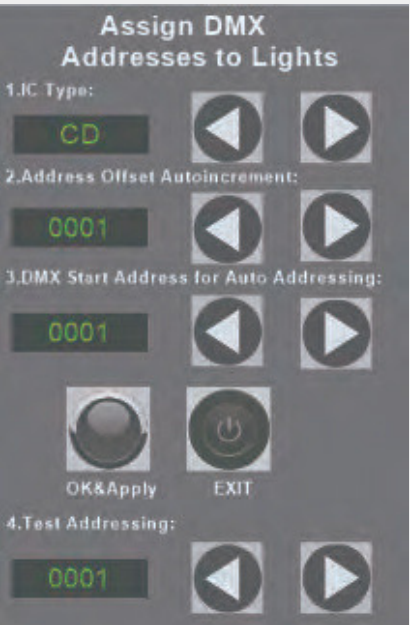 Assign DMX
Addresses to Lights
1.IC Type:
CD
2.Address Offset Autoincrement:
0001
3.DMX Start Address for Auto Addressing:
0001
OK&Apply EXIT
4.Test Addressing:
0001